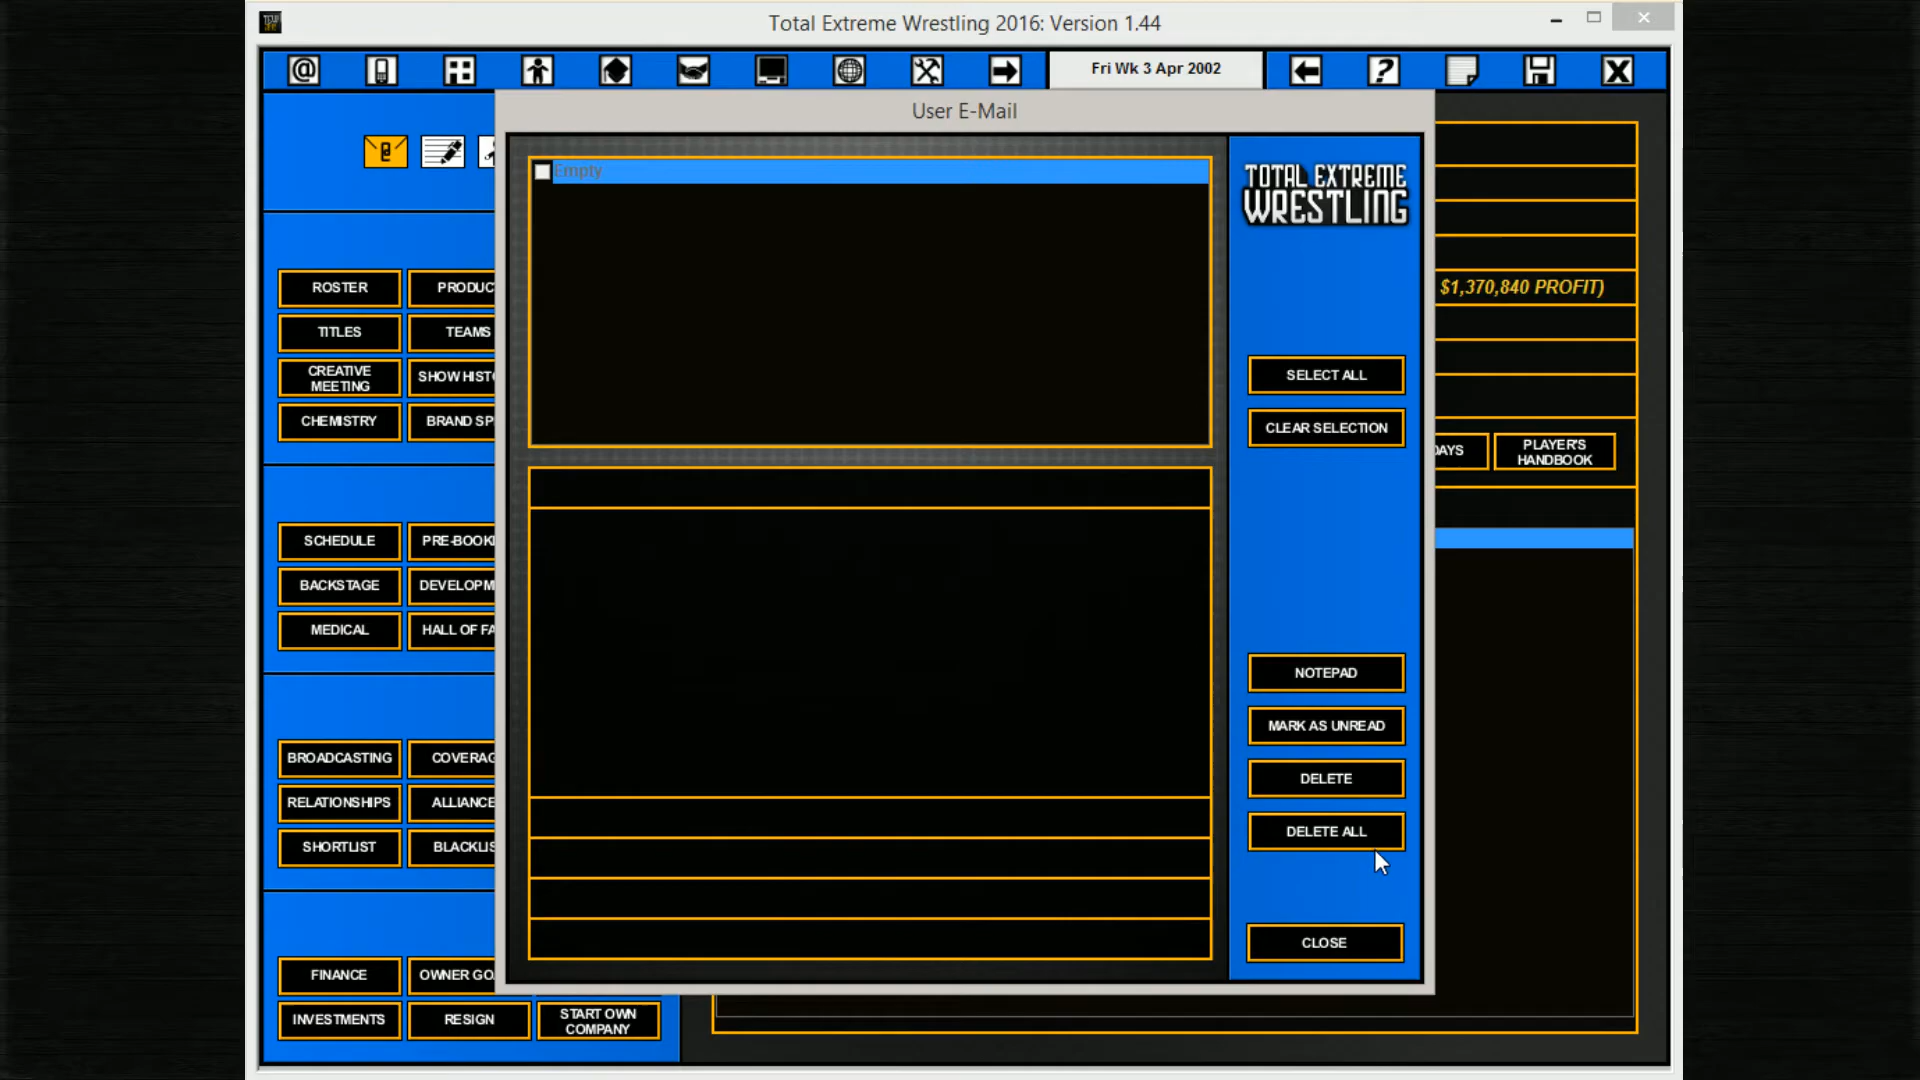 Total Extreme Wrestling 2016: Version 1.44
Fri Wk 3 Apr 2002
User E-Mail
Empty
TOTAL EXTREME
WRESTLING
ROSTER
PRODUC
$1,370,840 PROFIT)
TITLES
TEAMS
CREATIVE
MEETING
SHOW HIST
SELECT ALL
CHEMISTRY
BRAND SP
CLEAR SELECTION
DAYS
PLAYER'S
HANDBOOK
SCHEDULE
PRE-BOOK
BACKSTAGE
DEVELOPM
MEDICAL
HALL OF FA
NOTEPAD
MARK AS UNREAD
BROADCASTING
COVERAG
DELETE
RELATIONSHIPS
ALLIANCE
DELETE ALL
SHORTLIST
BLACKLIS
CLOSE
FINANCE
OWNER GO
INVESTMENTS
RESIGN
START OWN
COMPANY